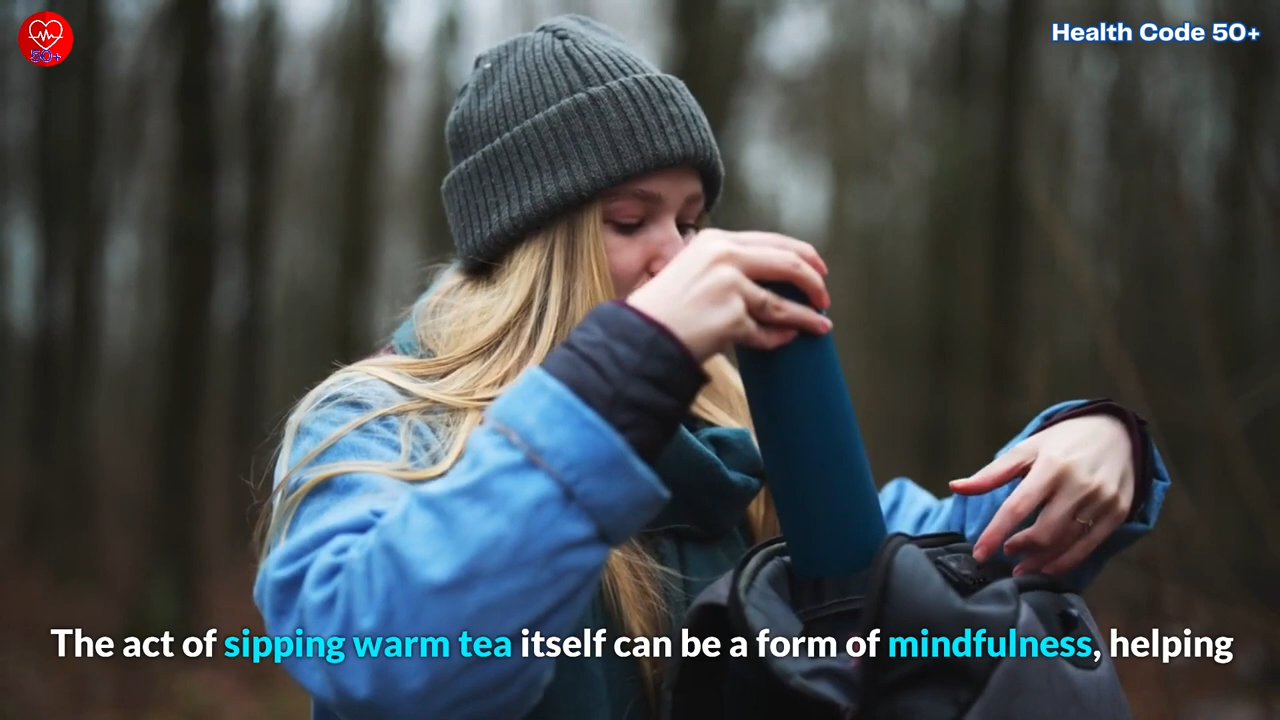 50+
Health Code 50+
The act of sipping warm tea itself can be a form of mindfulness, helping